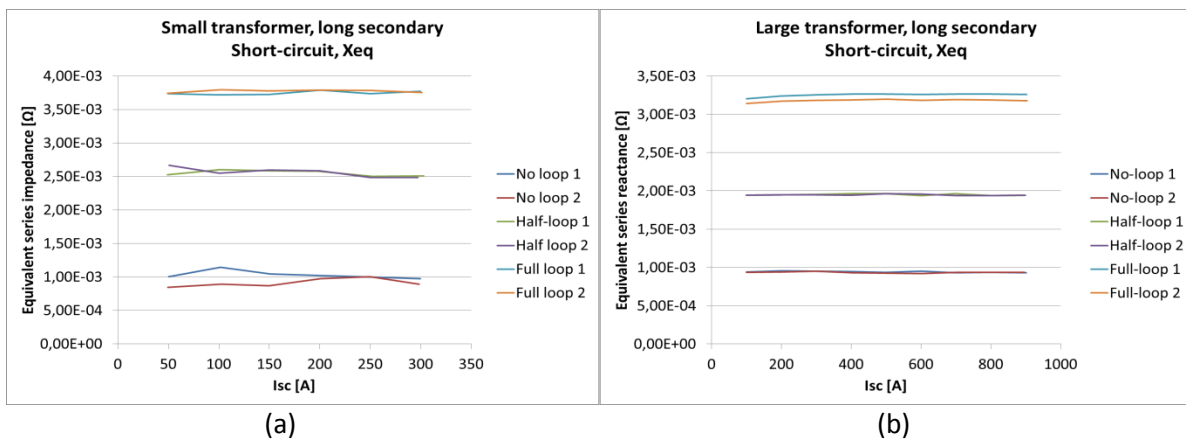 Small transformer, long secondary
Short-circuit, Xeq
Equivalent series impedance [Ω]
4,00E-03
3,50E-03
3,00E-03
2,50E-03
2,00E-03
1,50E-03
1,00E-03
5,00E-04
0,00E+00
0 50 100 150 200 250 300 350
Isc [A]
No loop 1
No loop 2
Half-loop 1
Half loop 2
Full loop 1
Full loop 2
(a)
Large transformer, long secondary
Short-circuit, Xeq
Equivalent series reactance [Ω]
3,50E-03
3,00E-03
2,50E-03
2,00E-03
1,50E-03
1,00E-03
5,00E-04
0,00E+00
0 200 400 600 800 1000
Isc [A]
No-loop 1
No-loop 2
Half-loop 1
Half-loop 2
Full-loop 1
Full-loop 2
(b)